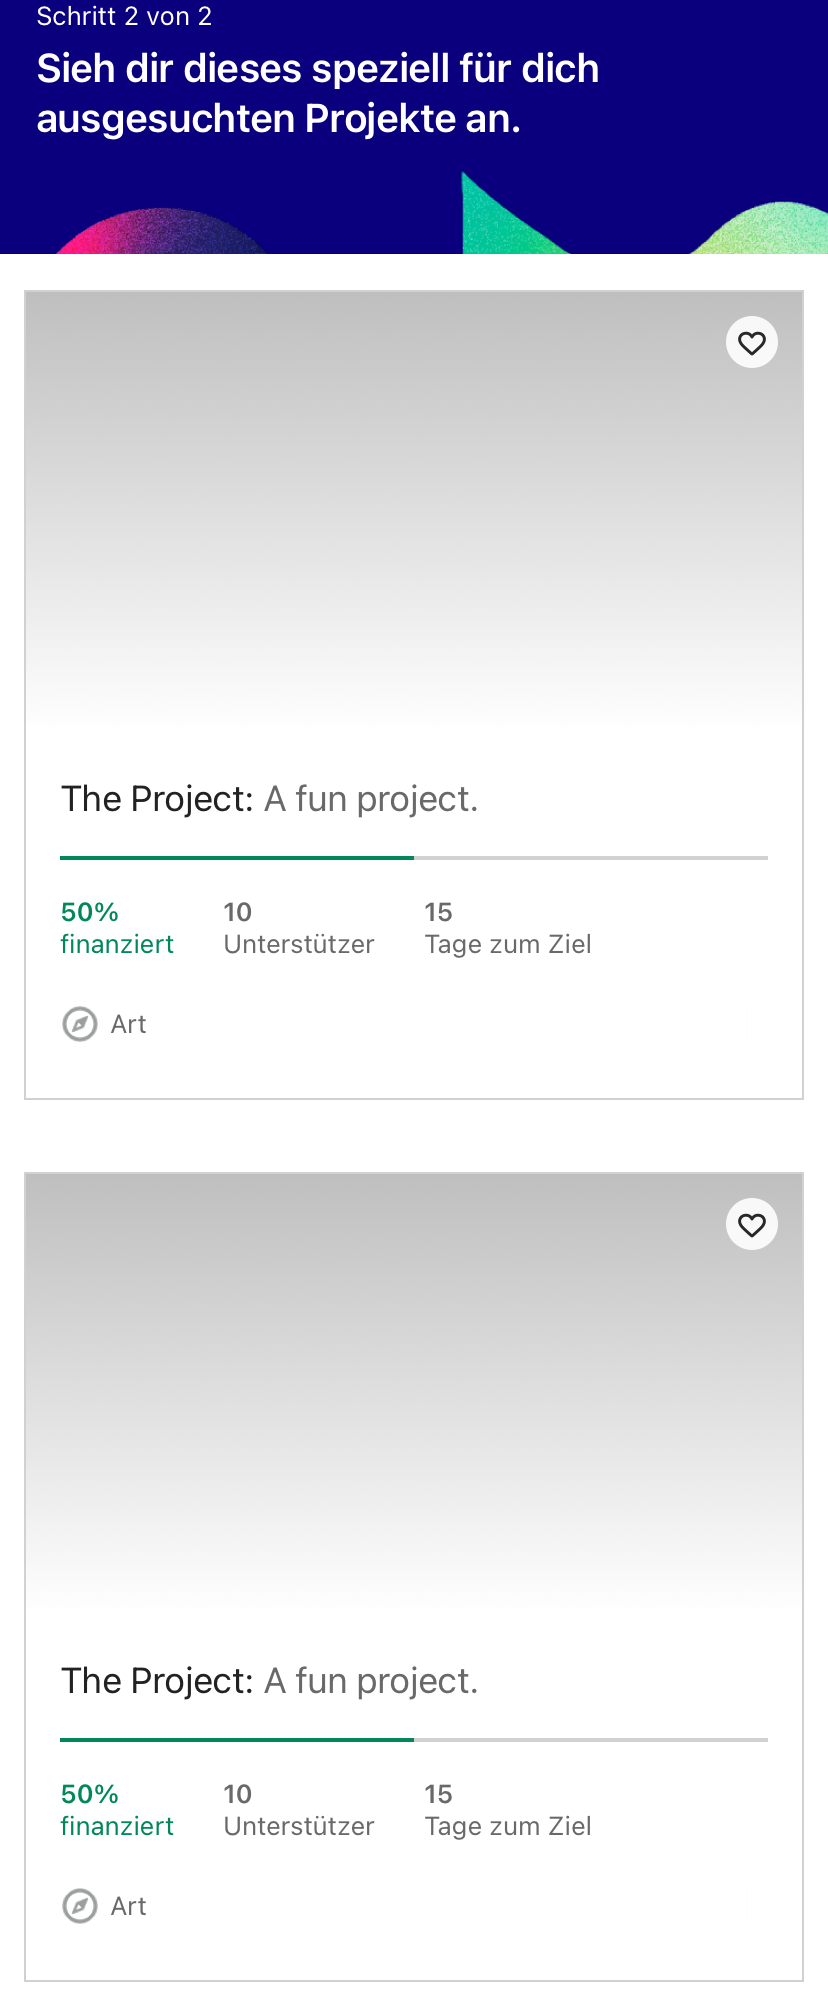 Schritt 2 von 2
Sieh dir dieses speziell für dich
ausgesuchten Projekte an.
The Project: A fun project.
50%
finanziert
10
Unterstützer
15
Tage zum Ziel
Art
The Project: A fun project.
50%
finanziert
10
Unterstützer
15
Tage zum Ziel
Art